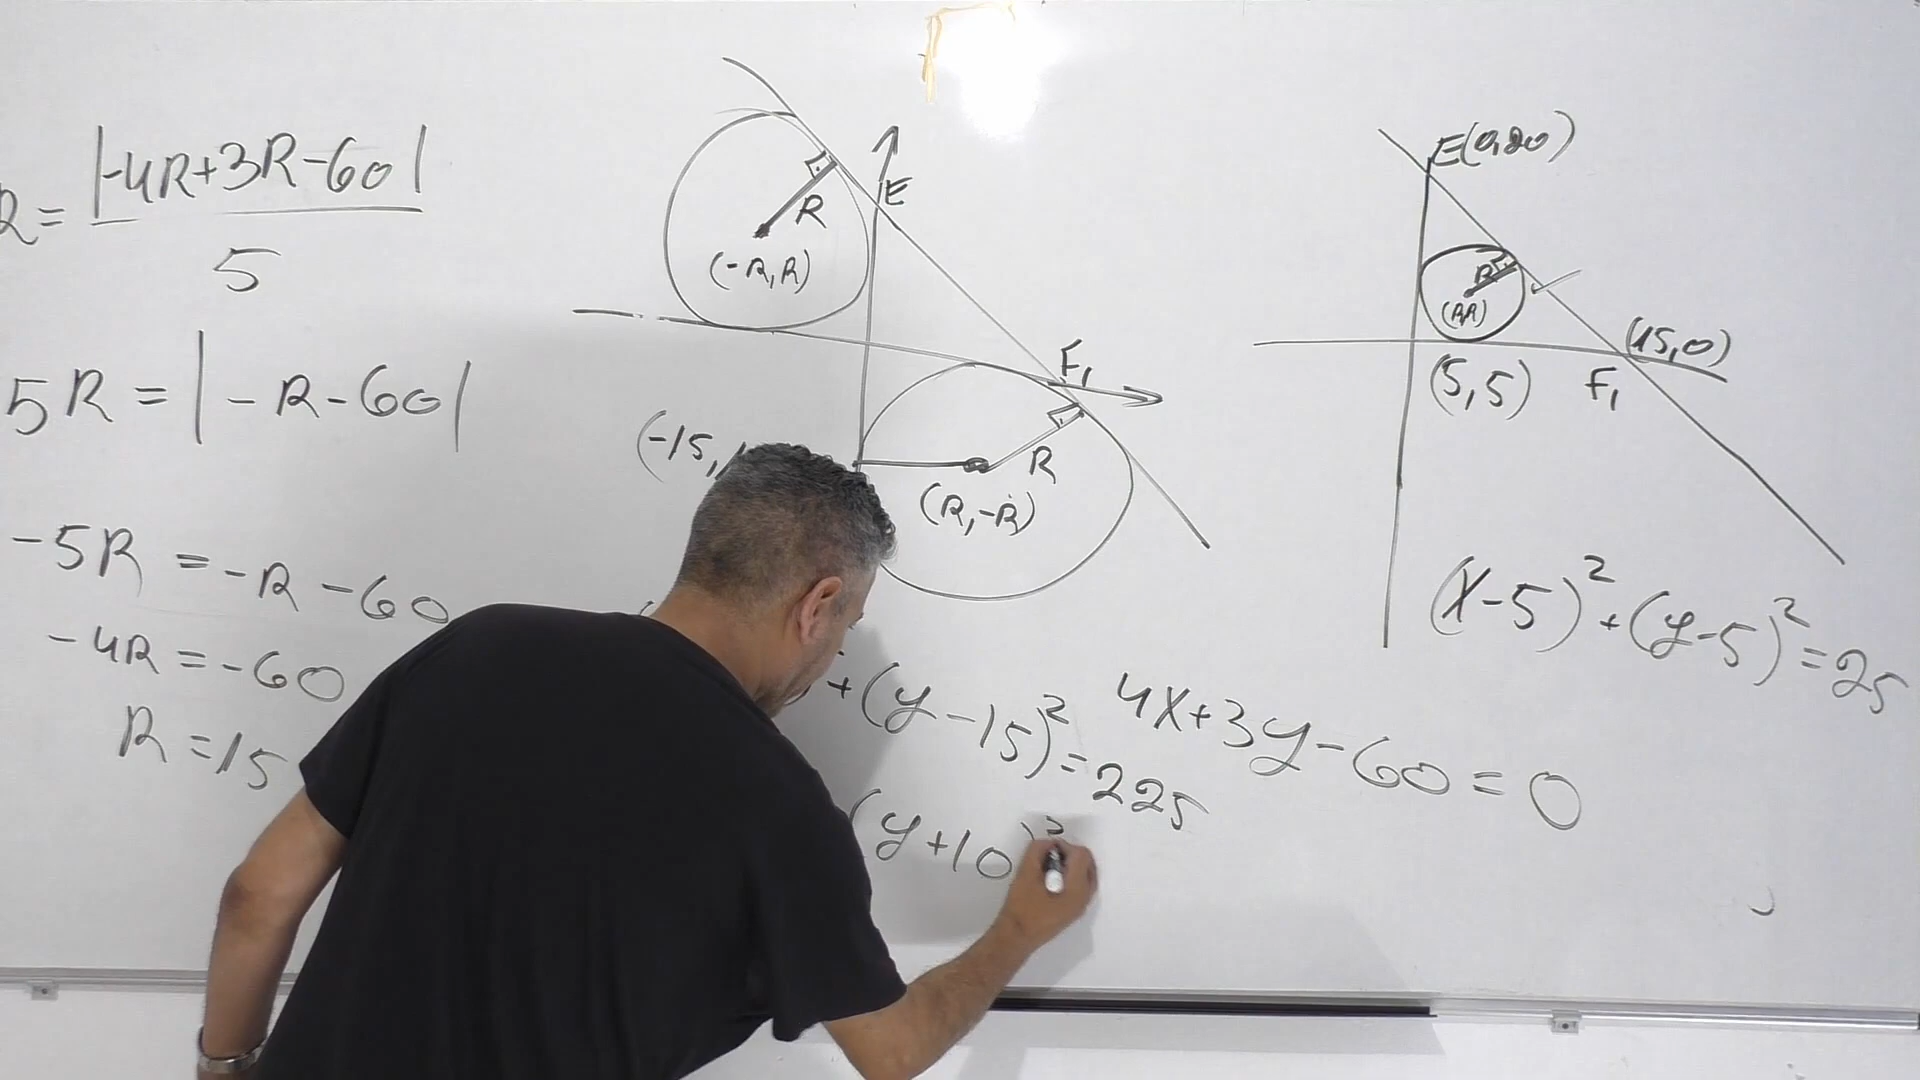 R = |-4R+3R-60| / 5
5R = |-R-60|
-5R = -R-60
-4R = -60
R = 15
E
R
(-R, R)
F₁
(-15,
R
(R, -R)
+(y-15)² = 225
(y+10)²
4x+3y-60=0
E(0,20)
R
(R,R)
(15,0)
(5,5)
F₁
(x-5)²+(y-5)²=25